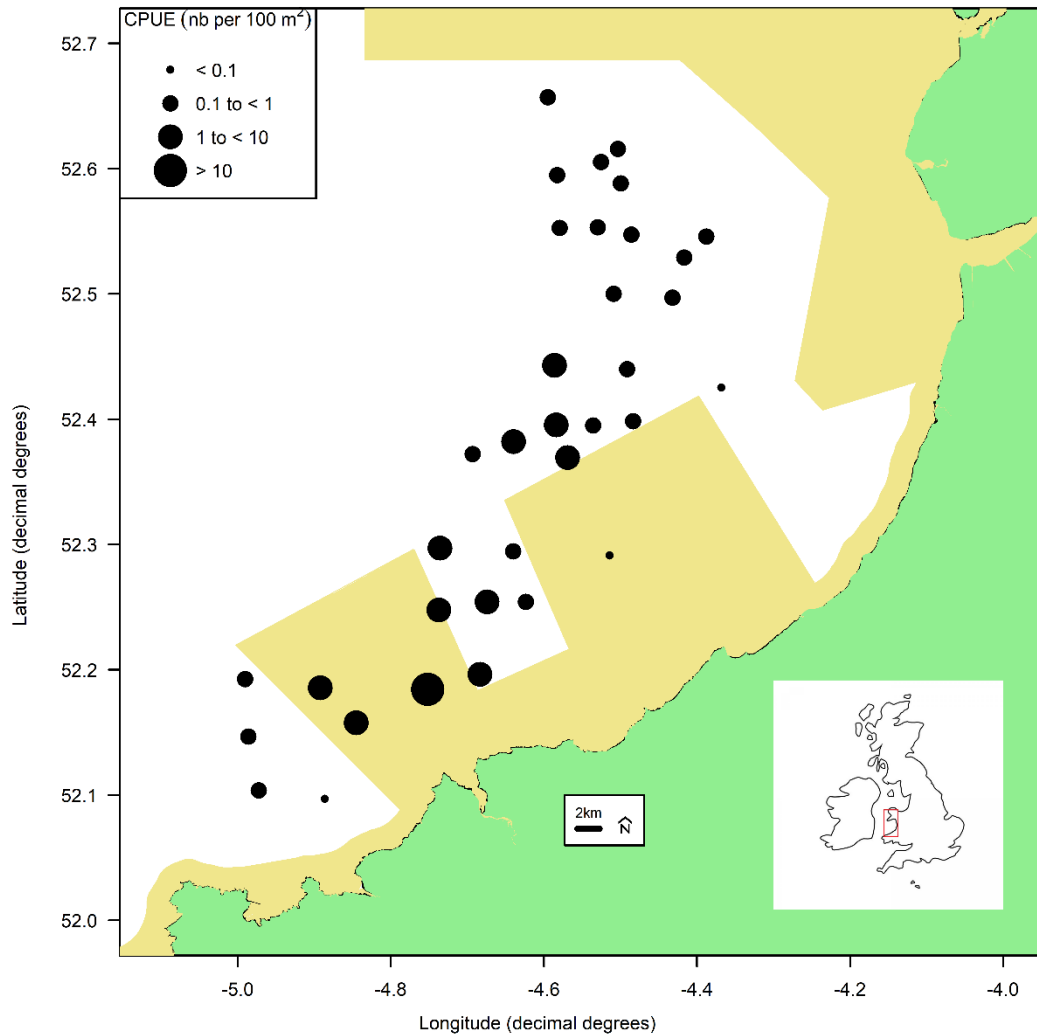 CPUE (nb per 100 m²)
< 0.1
0.1 to < 1
1 to < 10
> 10
52.7
52.6
52.5
52.4
52.3
52.2
52.1
52.0
Latitude (decimal degrees)
2km
N
-5.0 -4.8 -4.6 -4.4 -4.2 -4.0
Longitude (decimal degrees)